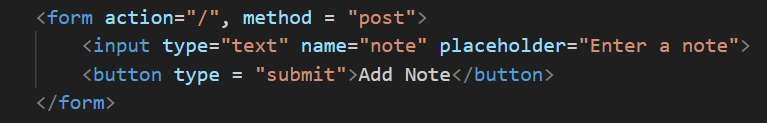 <form action="/", method = "post">
<input type="text" name="note" placeholder="Enter a note">
<button type = "submit">Add Note</button>
</form>